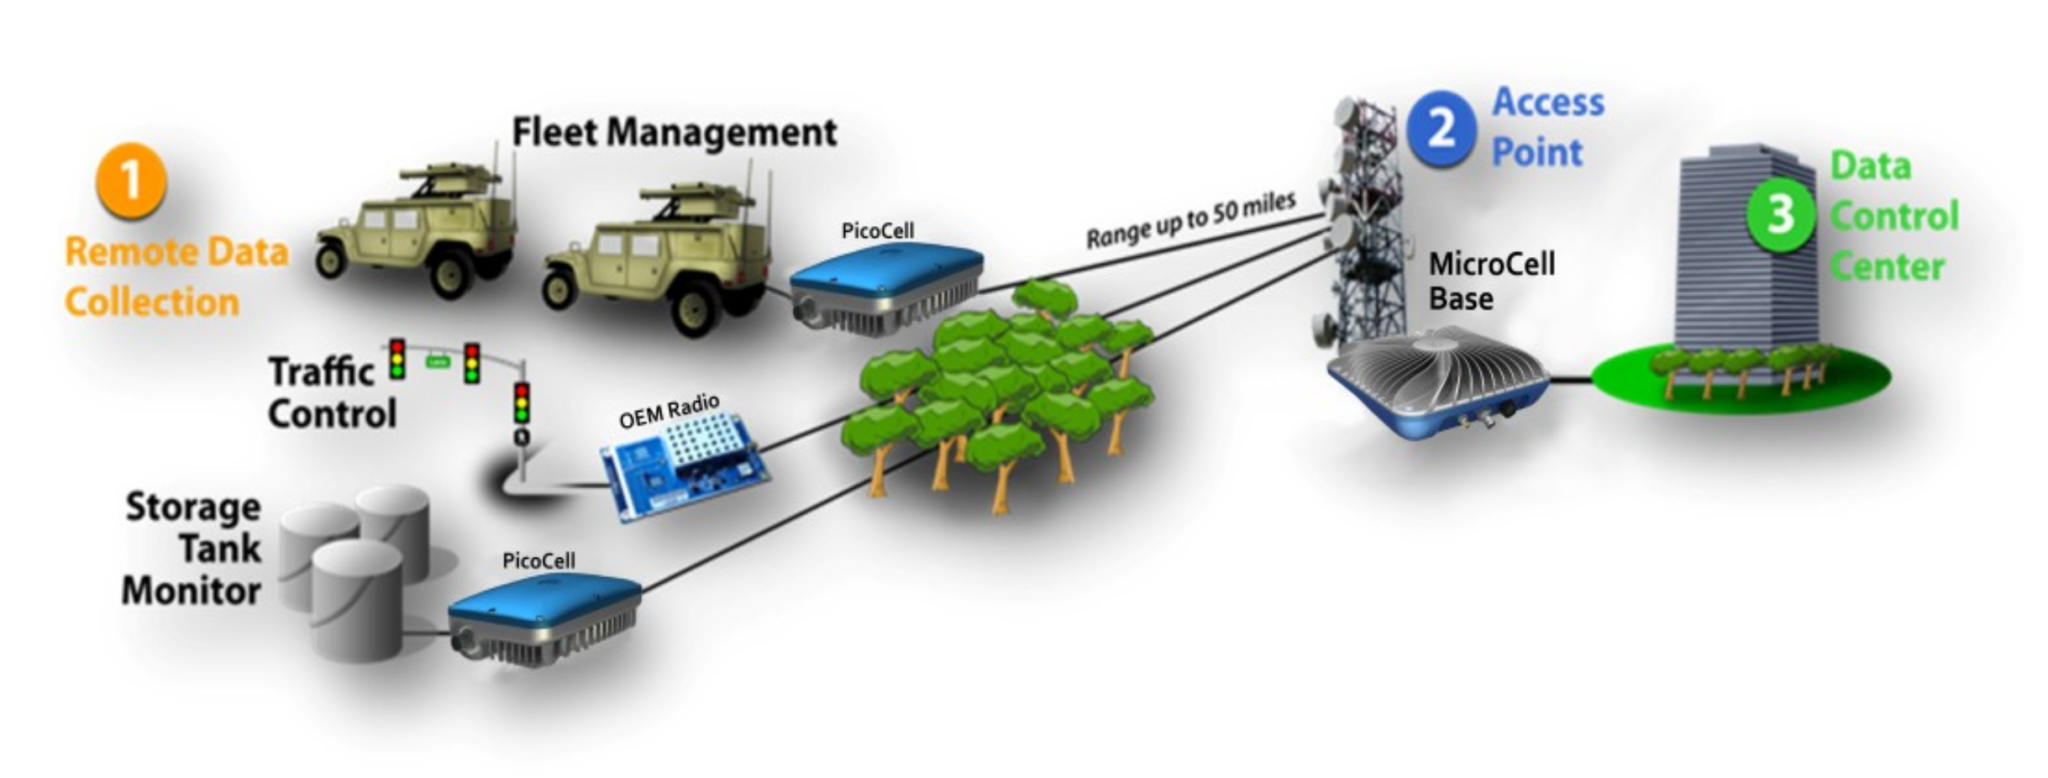 1
Remote Data
Collection
Fleet Management
PicoCell
Range up to 50 miles
2
Access
Point
MicroCell
Base
3
Data
Control
Center
Traffic
Control
OEM Radio
Storage
Tank
Monitor
PicoCell